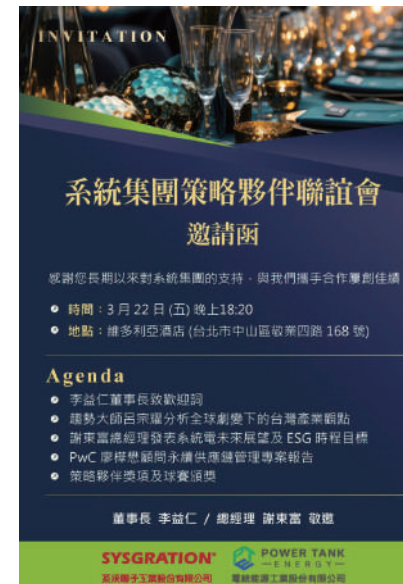 INVITATION
系統集團策略夥伴聯誼會
邀請函
感謝您長期以來對系統集團的支持，與我們攜手合作屢創佳績
時間：3月22日(五) 晚上18:20
地點：維多利亞酒店(台北市中山區敬業四路168號)
Agenda
李益仁董事長致歡迎詞
趨勢大師呂宗耀分析全球劇變下的台灣產業觀點
謝東富總經理發表系統電未來展望及 ESG 時程目標
PwC 廖樺懋顧問永續供應鏈管理專案報告
策略夥伴獎項及球賽頒獎
董事長 李益仁 / 總經理 謝東富 敬邀
SYSGRATION®
POWER TANK
ENERGY
系統電子工業股份有限公司
電統能源工業股份有限公司